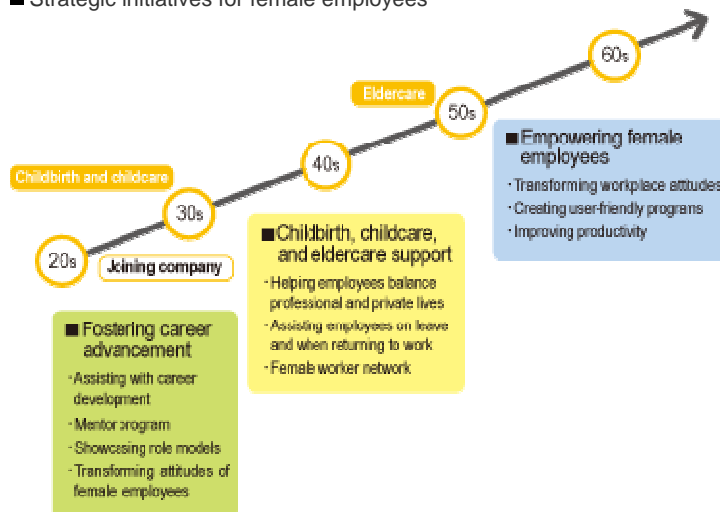 ■ Strategic initiatives for female employees
60s
Eldercare
50s
40s
Childbirth and childcare
30s
20s
Joining company
■Empowering female
employees
･Transforming workplace attitudes
･Creating user-friendly programs
･Improving productivity
■Childbirth, childcare,
and eldercare support
･Helping employees balance
professional and private lives
･Assisting employees on leave
and when returning to work
･Female worker network
■Fostering career
advancement
･Assisting with career
development
･Mentor program
･Showcasing role models
･Transforming attitudes of
female employees